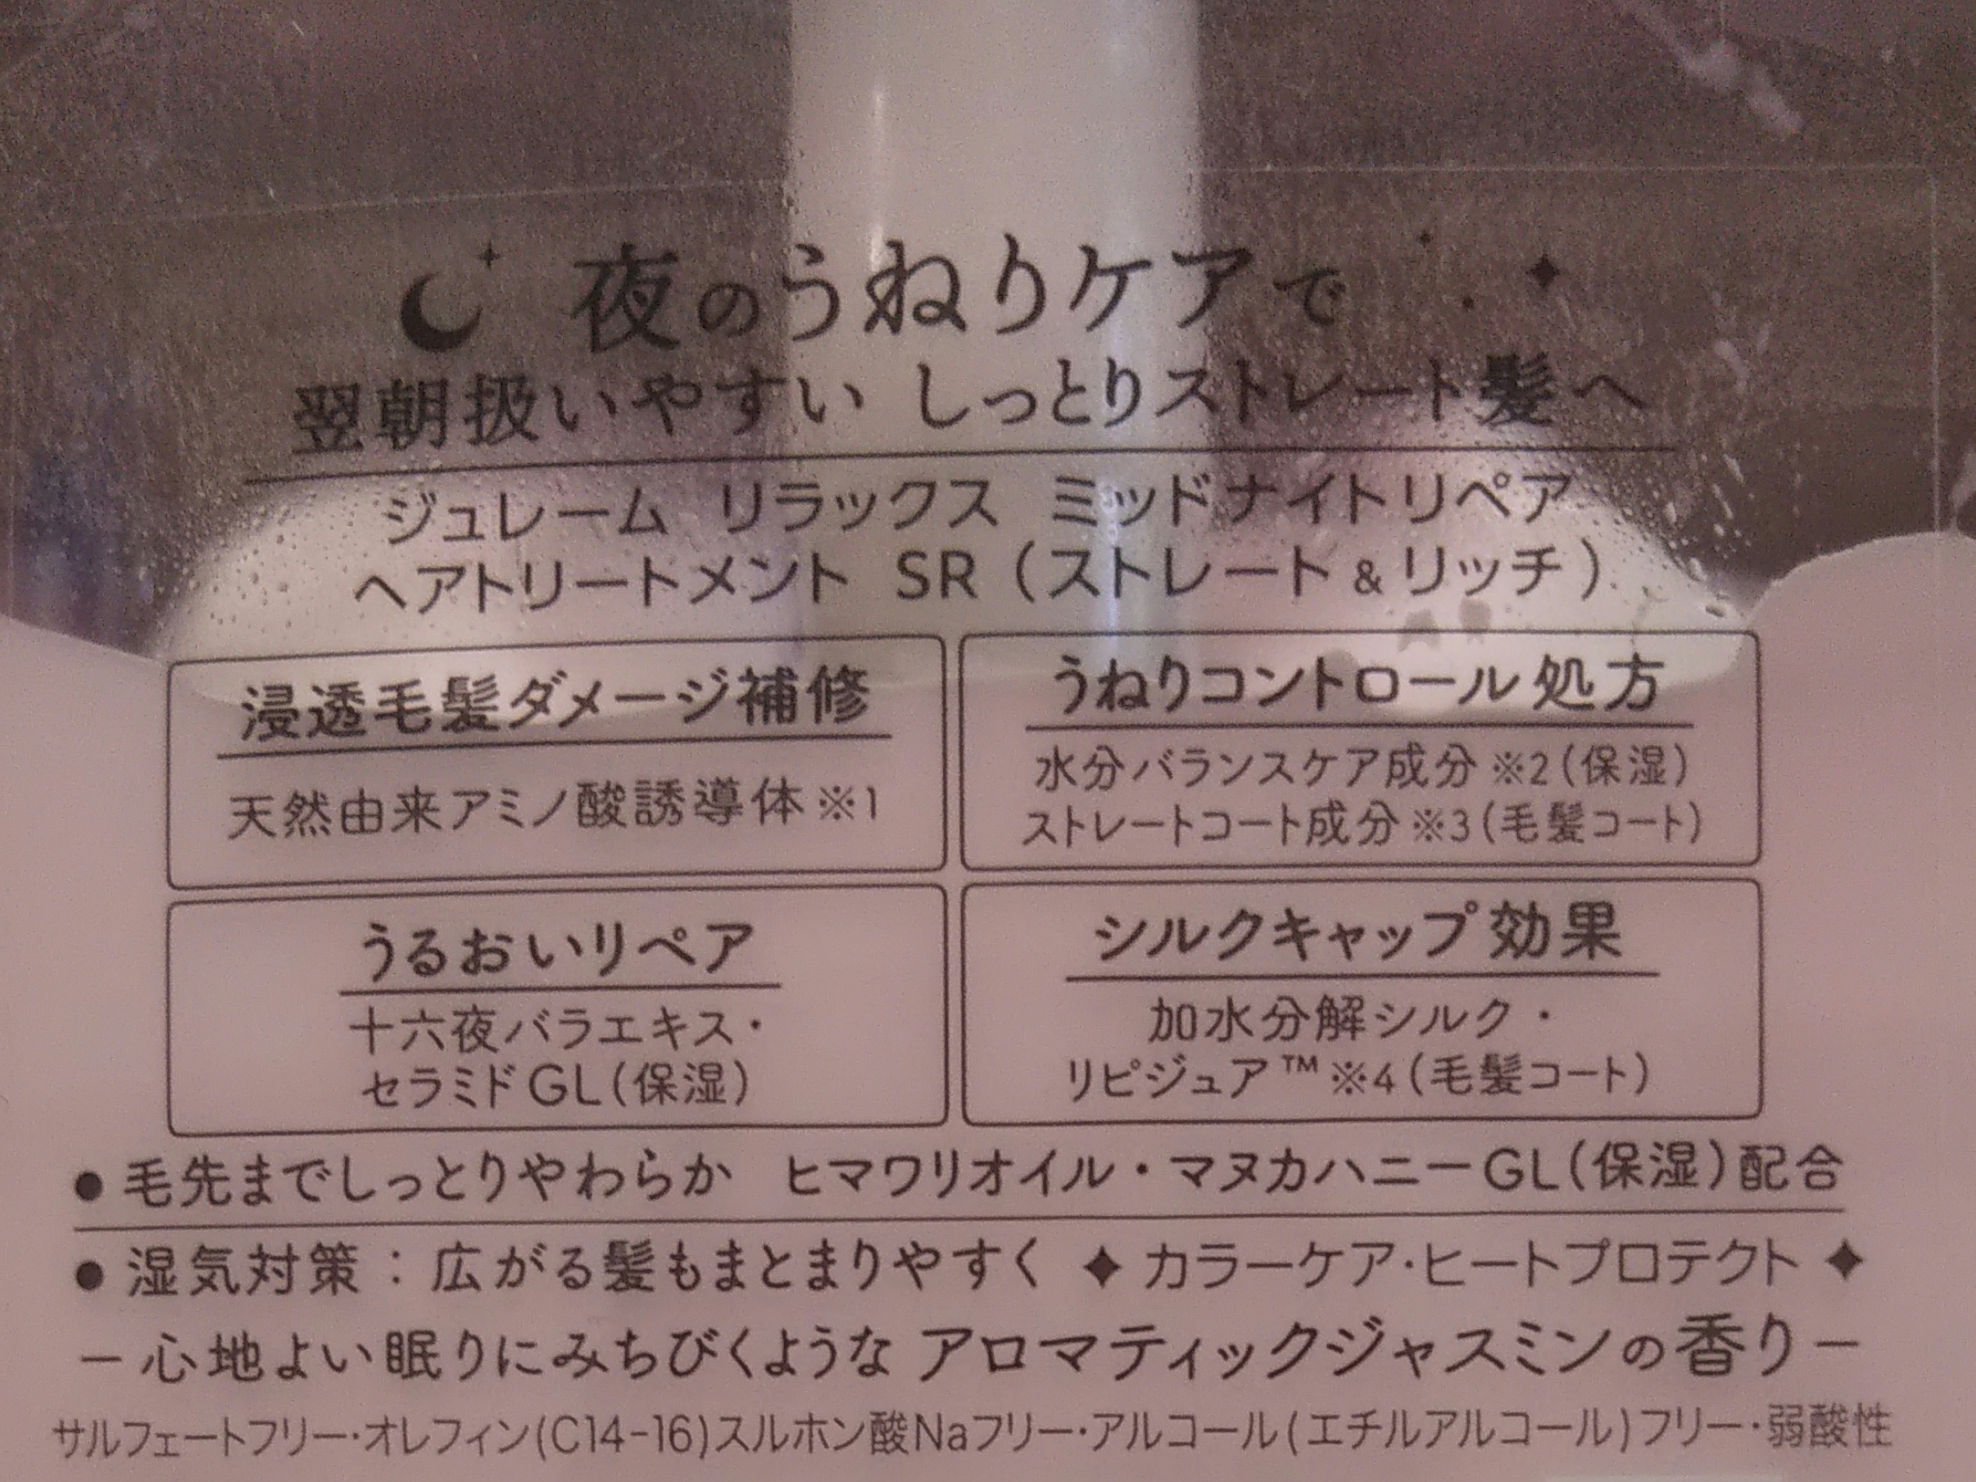 夜のうねりケアで
翌朝扱いやすい しっとりストレート髪へ
ジュレーム リラックス ミッドナイトリペア
ヘアトリートメント SR（ストレート&リッチ）
浸透毛髪ダメージ補修
天然由来アミノ酸誘導体※1
うねりコントロール処方
水分バランスケア成分※2（保湿）
ストレートコート成分※3（毛髪コート）
うるおいリペア
十六夜バラエキス・
セラミドGL（保湿）
シルクキャップ効果
加水分解シルク・
リピジュア™※4（毛髪コート）
●毛先までしっとりやわらか ヒマワリオイル・マヌカハニーGL（保湿）配合
●湿気対策：広がる髪もまとまりやすく ✦カラーケア・ヒートプロテクト✦
－心地よい眠りにみちびくような アロマティックジャスミンの香り－
サルフェートフリー・オレフィン(C14-16)スルホン酸Naフリー・アルコール(エチルアルコール)フリー・弱酸性